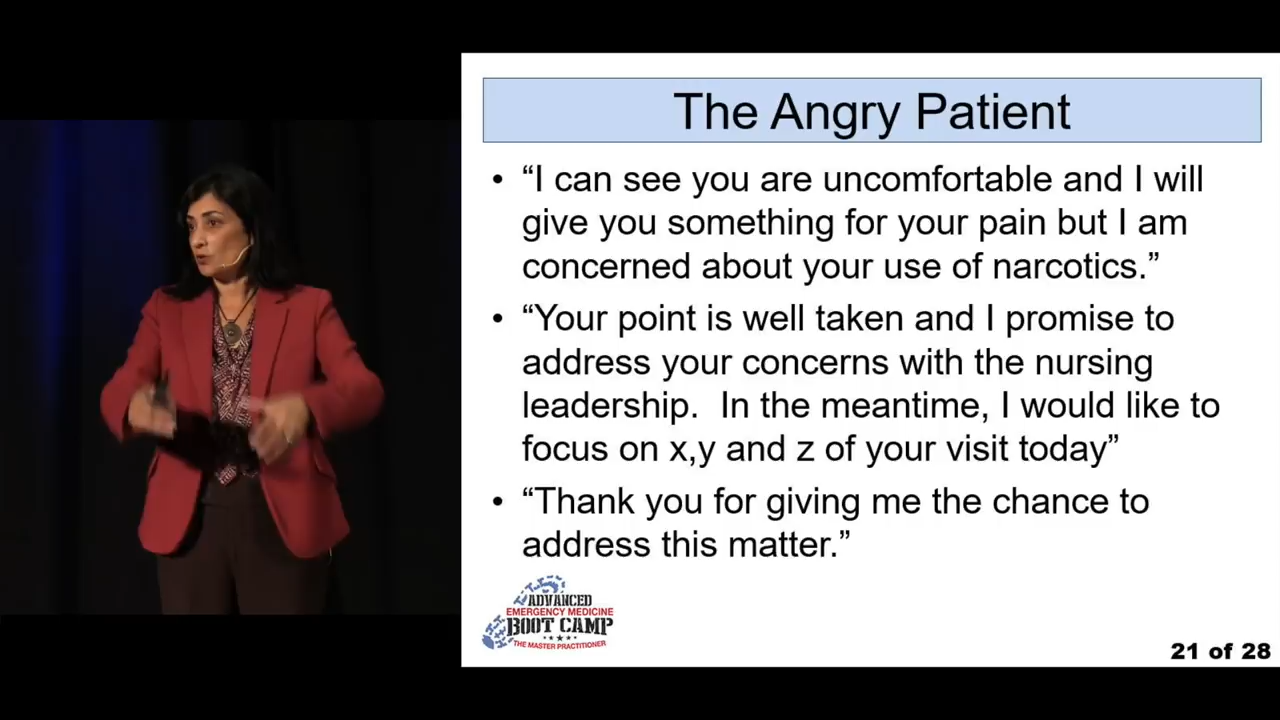 The Angry Patient
• “I can see you are uncomfortable and I will
give you something for your pain but I am
concerned about your use of narcotics.”
• “Your point is well taken and I promise to
address your concerns with the nursing
leadership.  In the meantime, I would like to
focus on x,y and z of your visit today”
• “Thank you for giving me the chance to
address this matter.”
ADVANCED
EMERGENCY MEDICINE
BOOT CAMP
THE MASTER PRACTITIONER
21 of 28